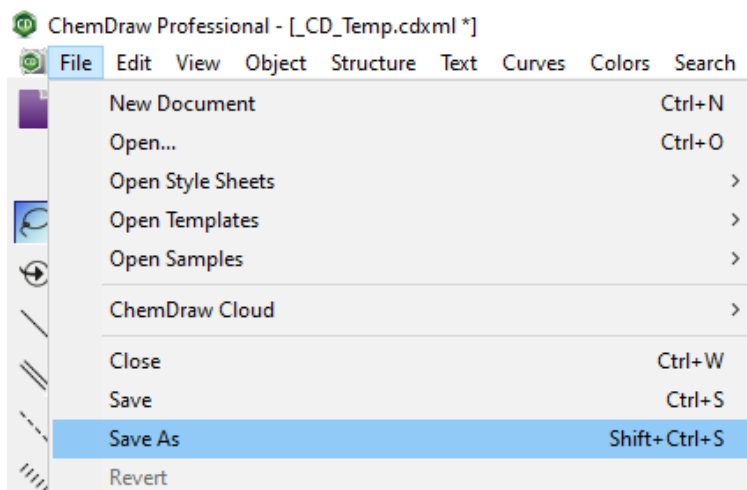 ChemDraw Professional - [_CD_Temp.cdxml *]
File Edit View Object Structure Text Curves Colors Search
New Document Ctrl+N
Open... Ctrl+O
Open Style Sheets
Open Templates
Open Samples
ChemDraw Cloud
Close Ctrl+W
Save Ctrl+S
Save As Shift+Ctrl+S
Revert